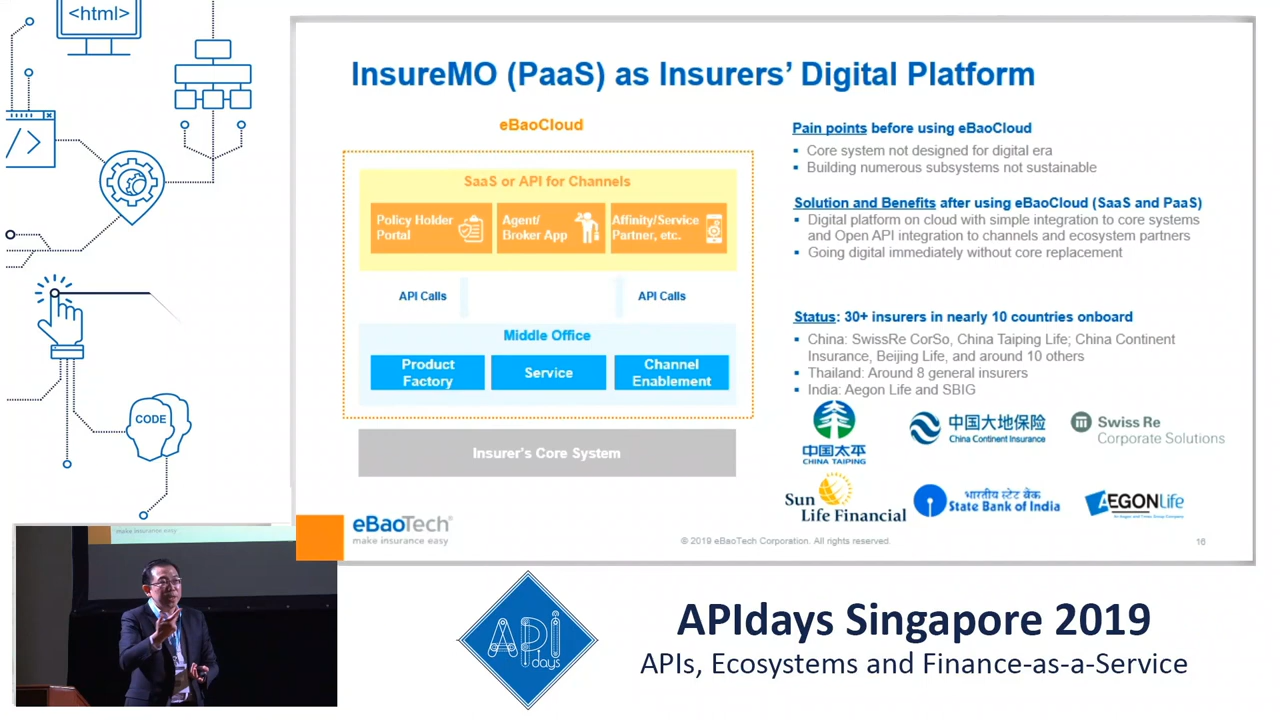 <html>
InsureMO (PaaS) as Insurers' Digital Platform
eBaoCloud
SaaS or API for Channels
Policy Holder
Portal
Agent/
Broker App
Affinity/Service
Partner, etc.
API Calls
API Calls
Middle Office
Product
Factory
Service
Channel
Enablement
Insurer's Core System
Pain points before using eBaoCloud
Core system not designed for digital era
Building numerous subsystems not sustainable
Solution and Benefits after using eBaoCloud (SaaS and PaaS)
Digital platform on cloud with simple integration to core systems
and Open API integration to channels and ecosystem partners
Going digital immediately without core replacement
Status: 30+ insurers in nearly 10 countries onboard
China: SwissRe CorSo, China Taiping Life; China Continent
Insurance, Beijing Life, and around 10 others
Thailand: Around 8 general insurers
India: Aegon Life and SBIG
中国太平
CHINA TAIPING
中国大地保险
China Continent Insurance
Swiss Re
Corporate Solutions
Sun
Life Financial
भारतीय स्टेट बैंक
State Bank of India
AEGONLife
eBaoTech
make insurance easy
© 2019 eBaoTech Corporation. All rights reserved.
16
CODE
make insurance easy
API
days
APIdays Singapore 2019
APIs, Ecosystems and Finance-as-a-Service